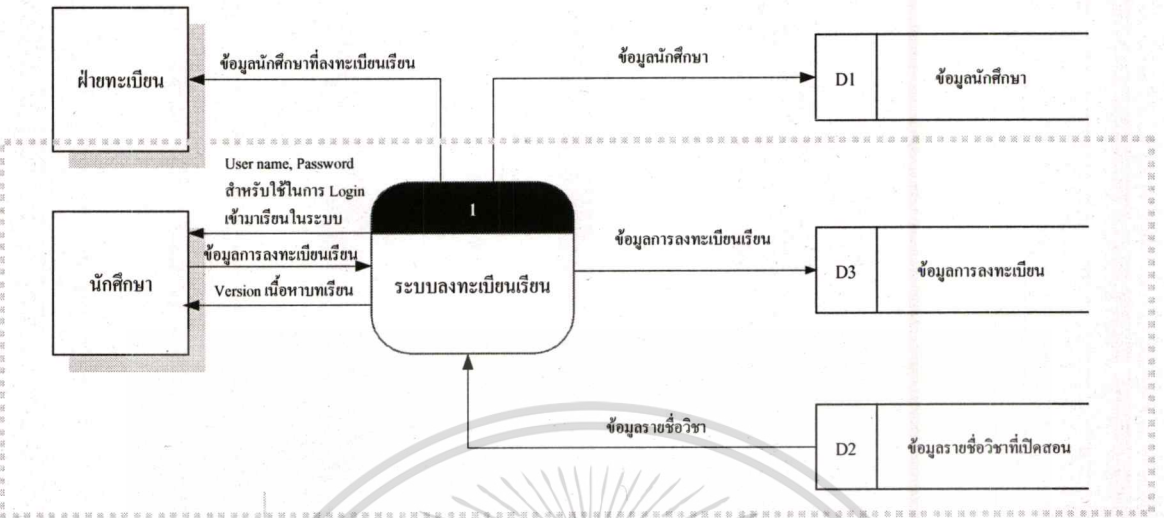 ฝ่ายทะเบียน
ข้อมูลนักศึกษาที่ลงทะเบียนเรียน
ข้อมูลนักศึกษา
D1
ข้อมูลนักศึกษา
User name, Password
สำหรับใช้ในการ Login
เข้ามาเรียนในระบบ
นักศึกษา
ข้อมูลการลงทะเบียนเรียน
Version เนื้อหาบทเรียน
1
ระบบลงทะเบียนเรียน
ข้อมูลการลงทะเบียนเรียน
D3
ข้อมูลการลงทะเบียน
ข้อมูลรายชื่อวิชา
D2
ข้อมูลรายชื่อวิชาที่เปิดสอน